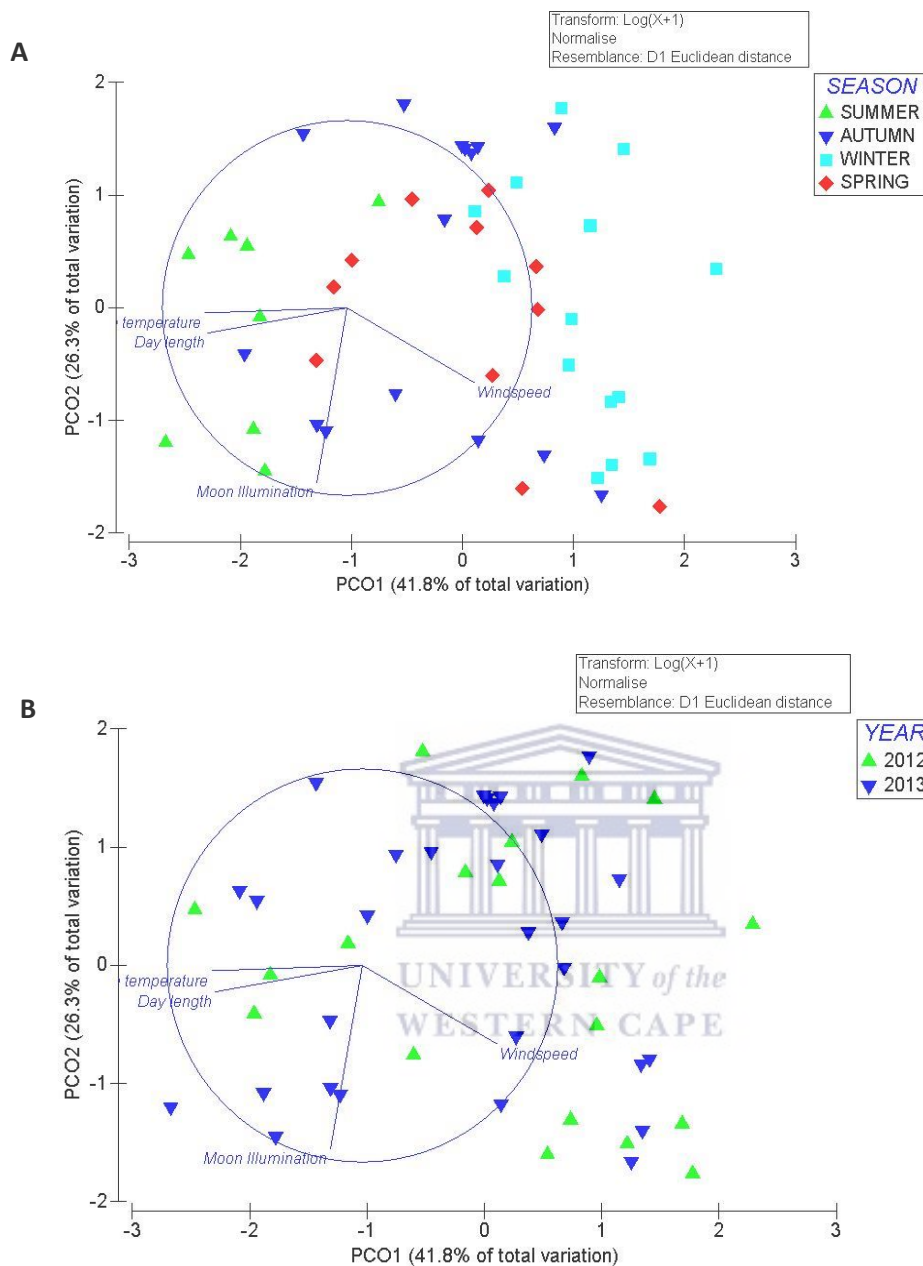 A
Transform: Log(X+1)
Normalise
Resemblance: D1 Euclidean distance
SEASON
SUMMER
AUTUMN
WINTER
SPRING
2
1
0
-1
-2
PCO2 (26.3% of total variation)
temperature
Day length
Windspeed
Moon Illumination
-3 -2 -1 0 1 2 3
PCO1 (41.8% of total variation)
B
Transform: Log(X+1)
Normalise
Resemblance: D1 Euclidean distance
YEAR
2012
2013
2
1
0
-1
-2
PCO2 (26.3% of total variation)
temperature
Day length
Windspeed
Moon Illumination
UNIVERSITY of the
WESTERN CAPE
-3 -2 -1 0 1 2 3
PCO1 (41.8% of total variation)